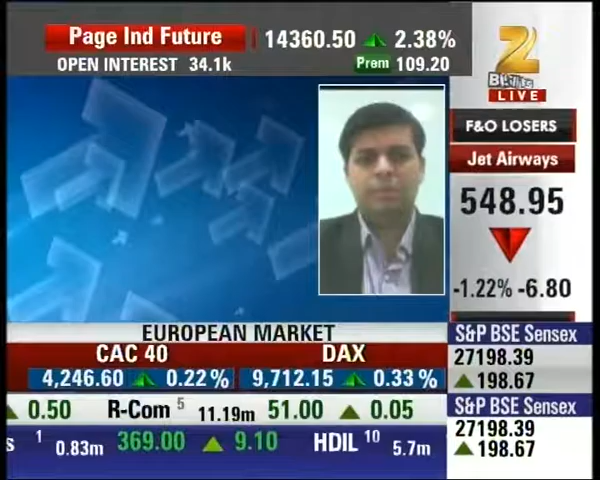 Page Ind Future 14360.50 2.38%
OPEN INTEREST 34.1k Prem 109.20
Z
LIVE
F&O LOSERS
Jet Airways
548.95
-1.22% -6.80
EUROPEAN MARKET
CAC 40 DAX
4,246.60 0.22% 9,712.15 0.33%
S&P BSE Sensex
27198.39
198.67
0.50 R-Com 5 11.19m 51.00 0.05
S&P BSE Sensex
27198.39
198.67
s 1 0.83m 369.00 9.10 HDIL 10 5.7m